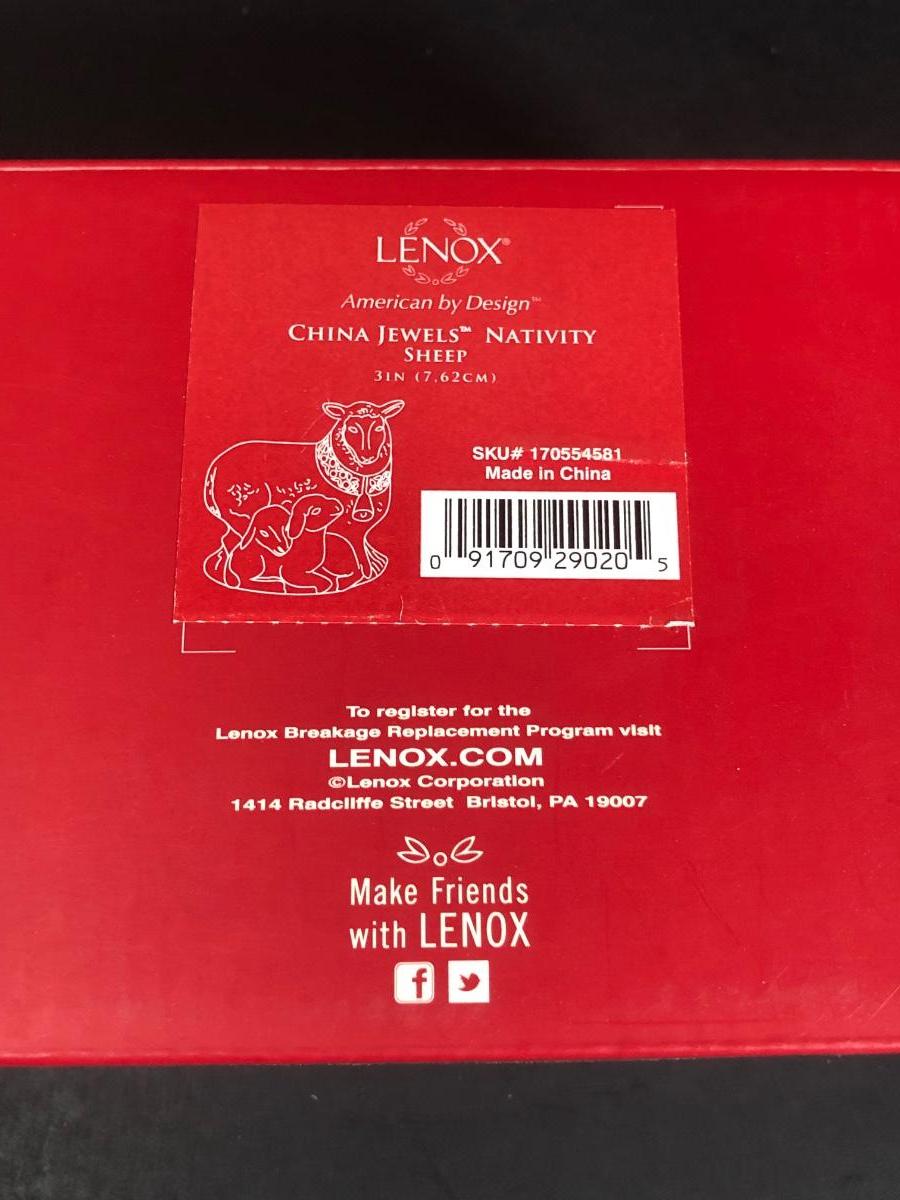 LENOX®
American by Design™
CHINA JEWELS™ NATIVITY
SHEEP
3IN (7,62CM)
SKU# 170554581
Made in China
0 91709 29020 5
To register for the
Lenox Breakage Replacement Program visit
LENOX.COM
©Lenox Corporation
1414 Radcliffe Street Bristol, PA 19007
Make Friends
with LENOX
f